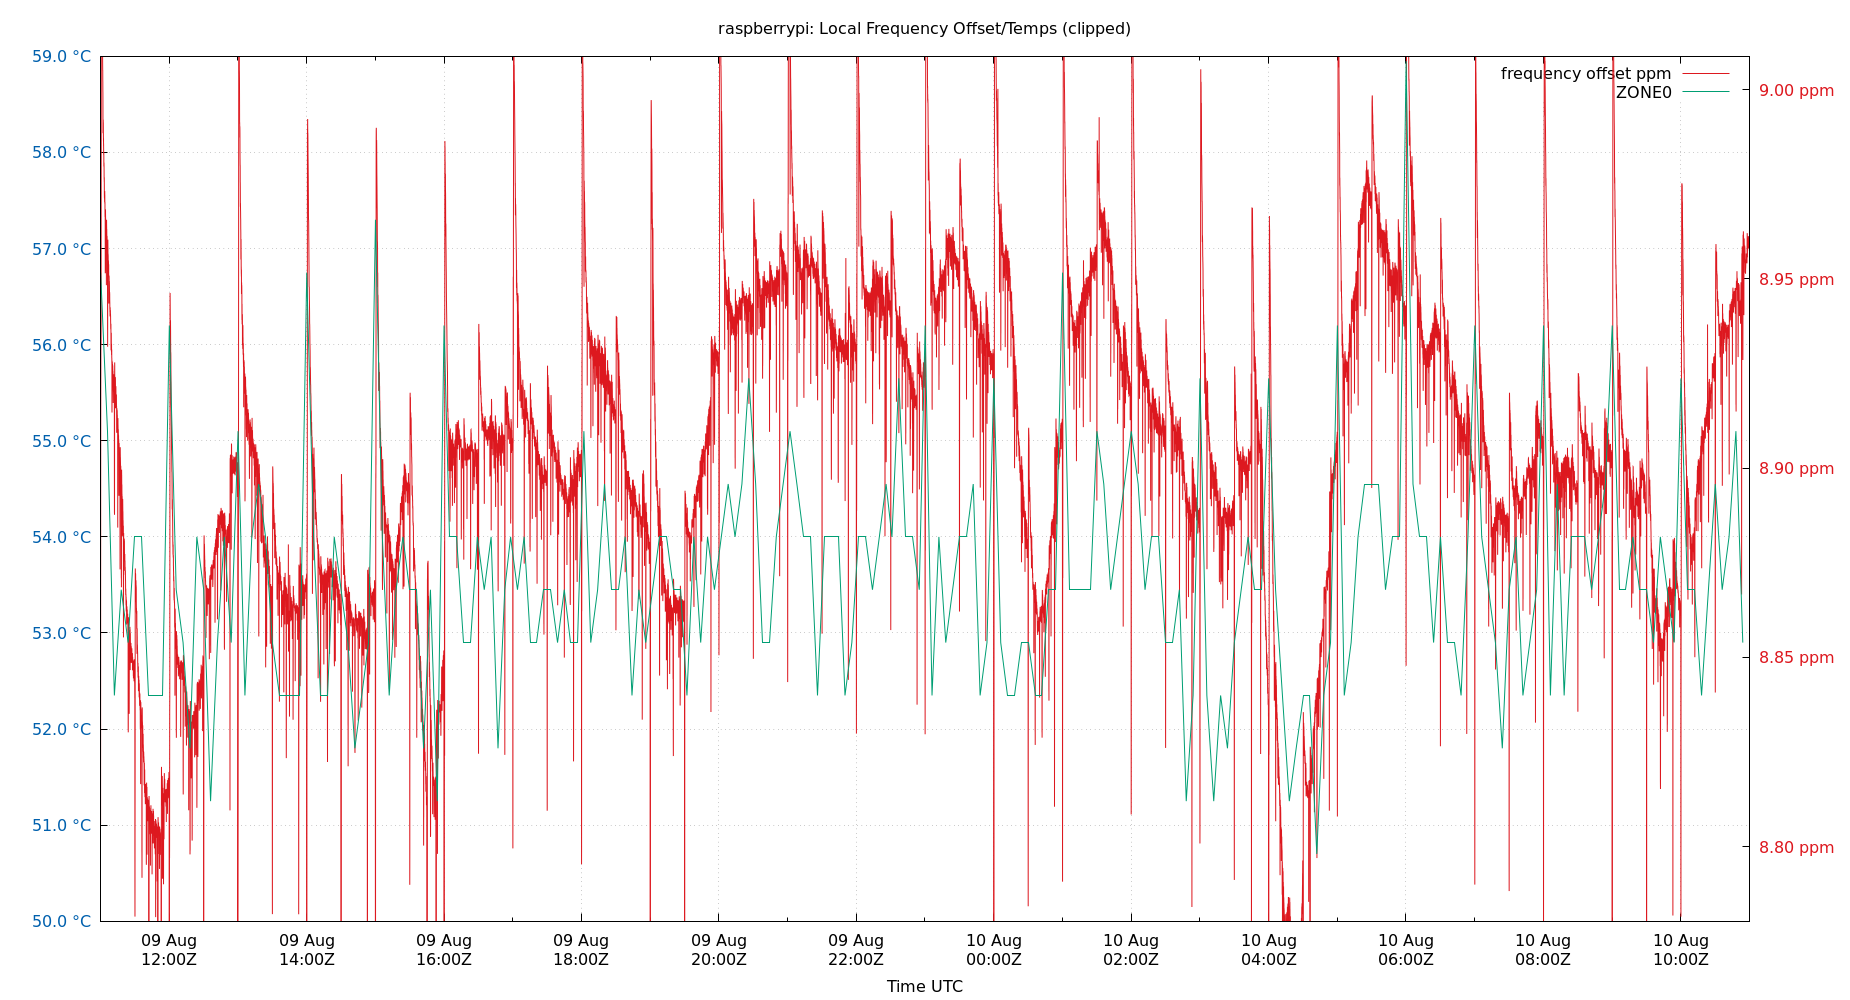 raspberrypi: Local Frequency Offset/Temps (clipped)
59.0 °C
58.0 °C
57.0 °C
56.0 °C
55.0 °C
54.0 °C
53.0 °C
52.0 °C
51.0 °C
50.0 °C
frequency offset ppm
ZONE0
9.00 ppm
8.95 ppm
8.90 ppm
8.85 ppm
8.80 ppm
09 Aug
12:00Z
09 Aug
14:00Z
09 Aug
16:00Z
09 Aug
18:00Z
09 Aug
20:00Z
09 Aug
22:00Z
10 Aug
00:00Z
10 Aug
02:00Z
10 Aug
04:00Z
10 Aug
06:00Z
10 Aug
08:00Z
10 Aug
10:00Z
Time UTC